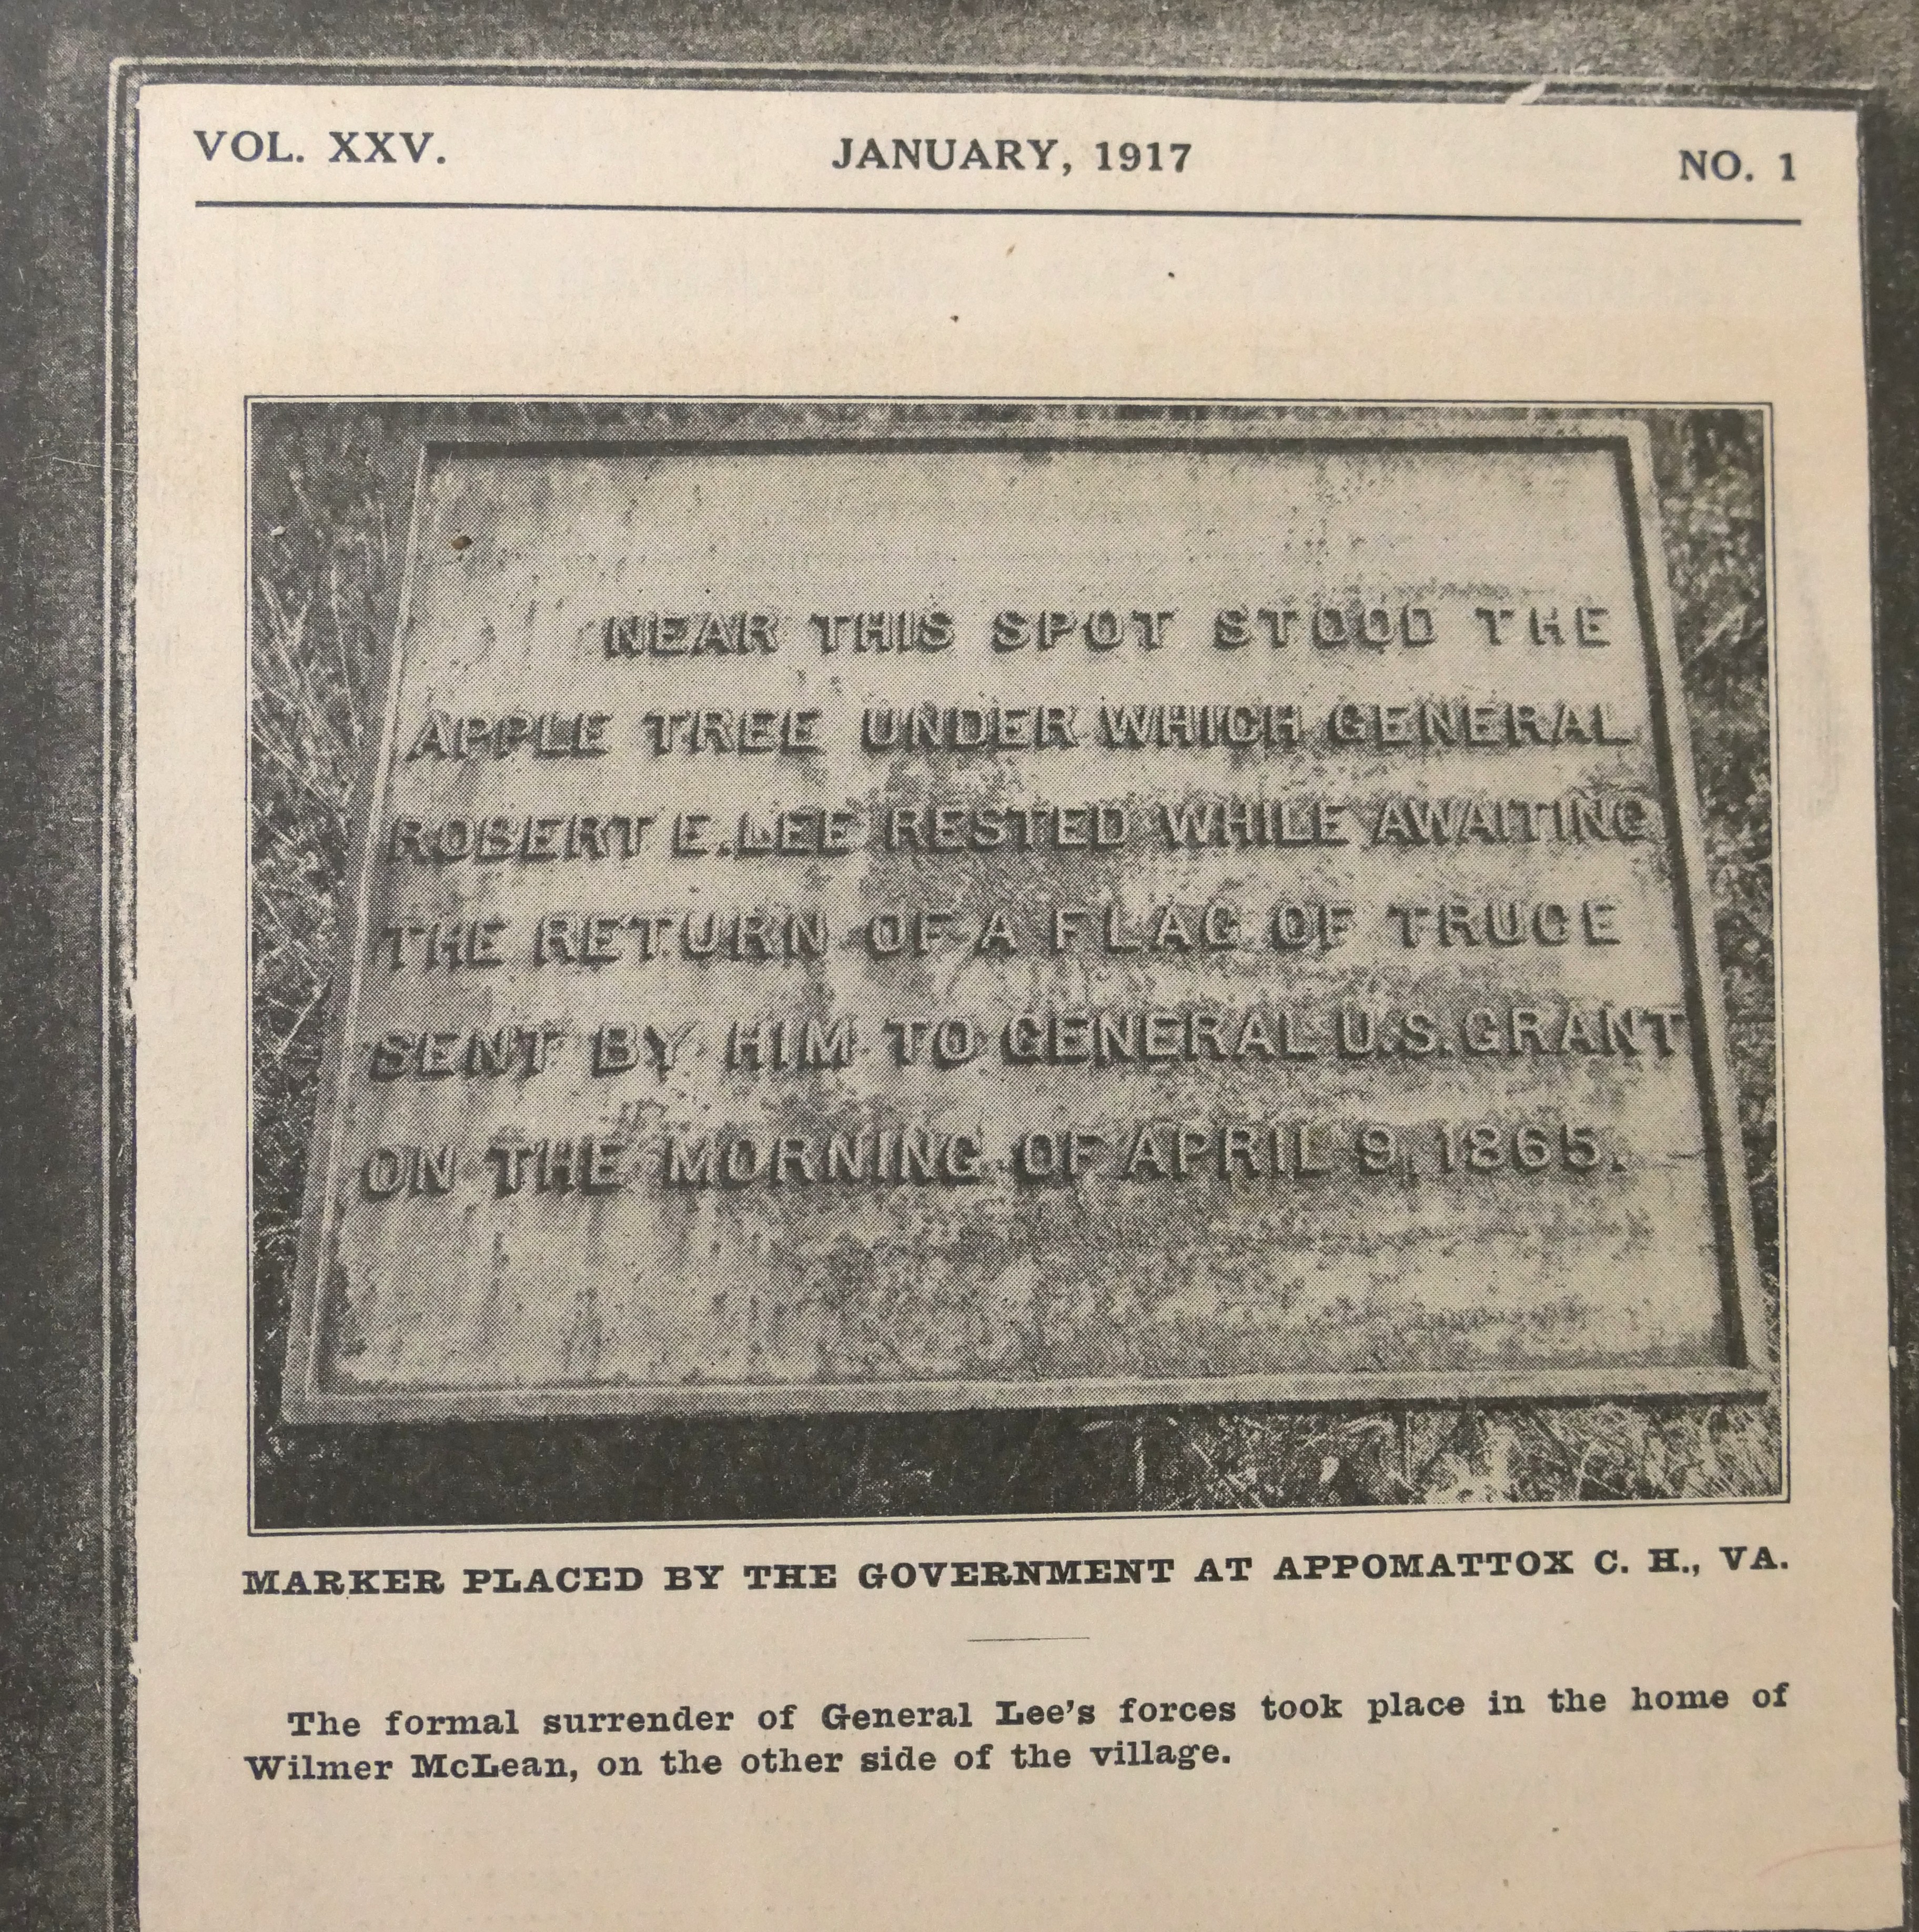 VOL. XXV. JANUARY, 1917 NO. 1
NEAR THIS SPOT STOOD THE
APPLE TREE UNDER WHICH GENERAL
ROBERT E. LEE RESTED WHILE AWAITING
THE RETURN OF A FLAG OF TRUCE
SENT BY HIM TO GENERAL U.S. GRANT
ON THE MORNING OF APRIL 9, 1865.
MARKER PLACED BY THE GOVERNMENT AT APPOMATTOX C. H., VA.
The formal surrender of General Lee's forces took place in the home of
Wilmer McLean, on the other side of the village.